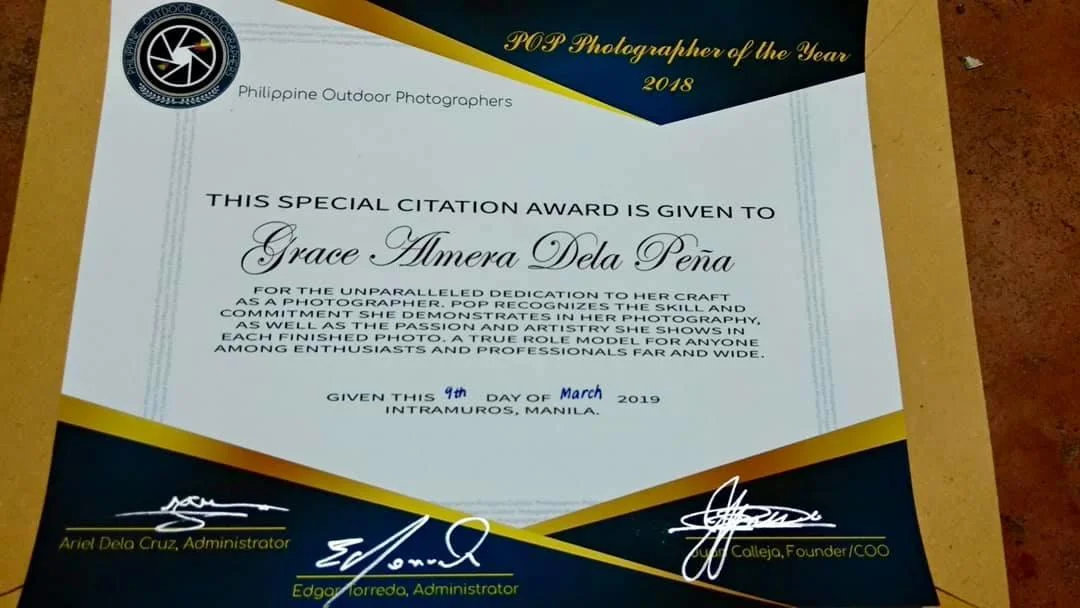 PHILIPPINE OUTDOOR PHOTOGRAPHERS
POP Photographer of the Year
2018
Philippine Outdoor Photographers
THIS SPECIAL CITATION AWARD IS GIVEN TO
Grace Almera Dela Peña
FOR THE UNPARALLELED DEDICATION TO HER CRAFT
AS A PHOTOGRAPHER. POP RECOGNIZES THE SKILL AND
COMMITMENT SHE DEMONSTRATES IN HER PHOTOGRAPHY,
AS WELL AS THE PASSION AND ARTISTRY SHE SHOWS IN
EACH FINISHED PHOTO. A TRUE ROLE MODEL FOR ANYONE
AMONG ENTHUSIASTS AND PROFESSIONALS FAR AND WIDE.
GIVEN THIS 9th DAY OF March 2019
INTRAMUROS, MANILA.
Ariel Dela Cruz, Administrator
Edgar Torreda, Administrator
Juan Calleja, Founder/COO